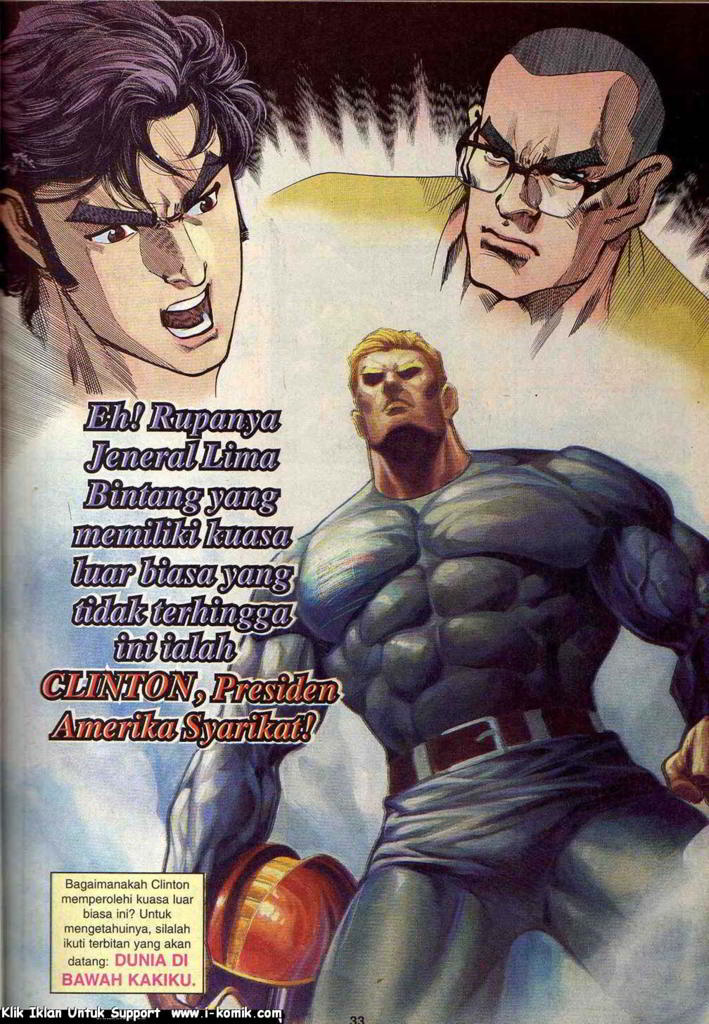 Eh! Rupanya
Jeneral Lima
Bintang yang
memiliki kuasa
luar biasa yang
tidak terhingga
ini ialah
CLINTON, Presiden
Amerika Syarikat!
Bagaimanakah Clinton
memperolehi kuasa luar
biasa ini? Untuk
mengetahuinya, silalah
ikuti terbitan yang akan
datang: DUNIA DI
BAWAH KAKIKU.
33
Klik Iklan Untuk Support www.i-komik.com